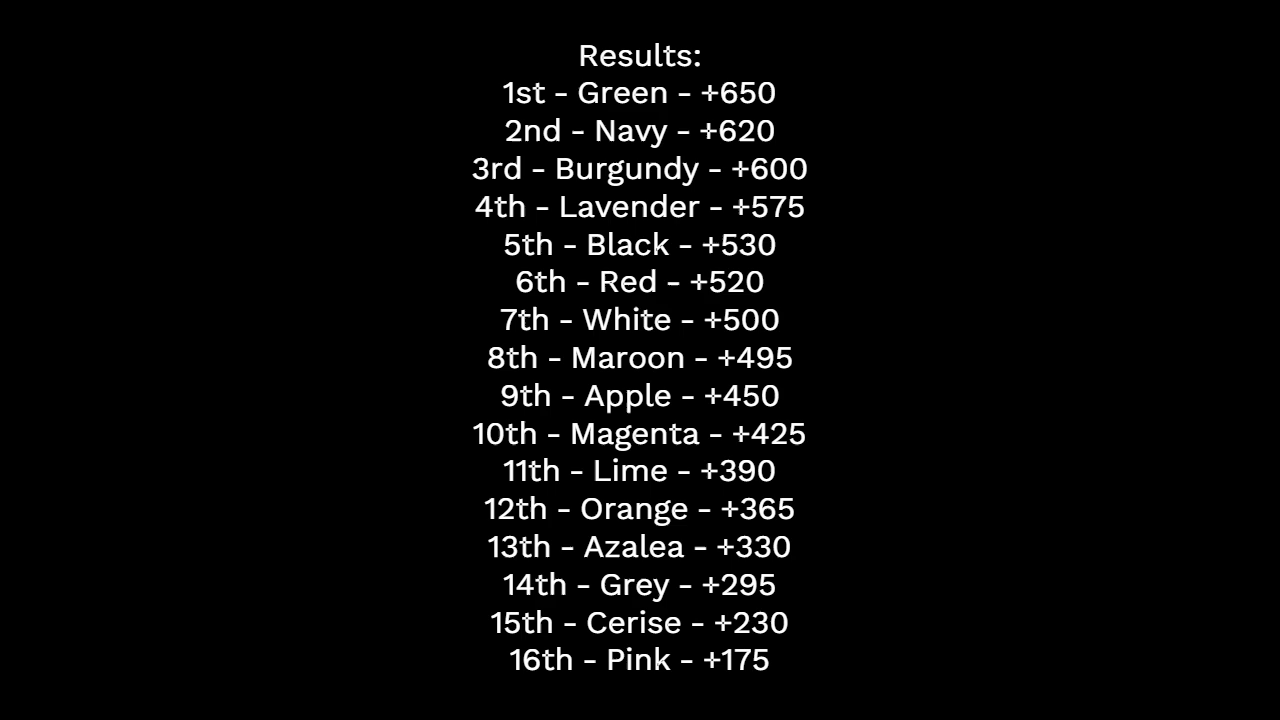 Results:
1st - Green - +650
2nd - Navy - +620
3rd - Burgundy - +600
4th - Lavender - +575
5th - Black - +530
6th - Red - +520
7th - White - +500
8th - Maroon - +495
9th - Apple - +450
10th - Magenta - +425
11th - Lime - +390
12th - Orange - +365
13th - Azalea - +330
14th - Grey - +295
15th - Cerise - +230
16th - Pink - +175